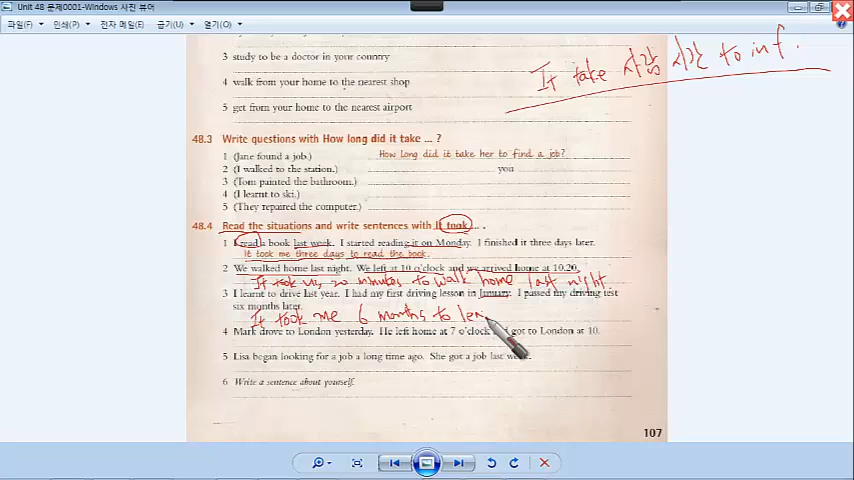 Unit 48 문제0001-Windows 사진 뷰어
파일(F) 인쇄(P) 전자 메일(E) 굽기(U) 열기(O)
3 study to be a doctor in your country
It take 사람 시간 to inf.
4 walk from your home to the nearest shop
5 get from your home to the nearest airport
48.3 Write questions with How long did it take ... ?
1 (Jane found a job.) How long did it take her to find a job?
2 (I walked to the station.) you
3 (Tom painted the bathroom.)
4 (I learnt to ski.)
5 (They repaired the computer.)
48.4 Read the situations and write sentences with It took ... .
1 I read a book last week. I started reading it on Monday. I finished it three days later.
It took me three days to read the book.
2 We walked home last night. We left at 10 o'clock and we arrived home at 10.20.
It took us 20 minutes to walk home last night.
3 I learnt to drive last year. I had my first driving lesson in January. I passed my driving test
six months later.
It took me 6 months to lear
4 Mark drove to London yesterday. He left home at 7 o'clock and got to London at 10.
5 Lisa began looking for a job a long time ago. She got a job last week.
6 Write a sentence about yourself.
107